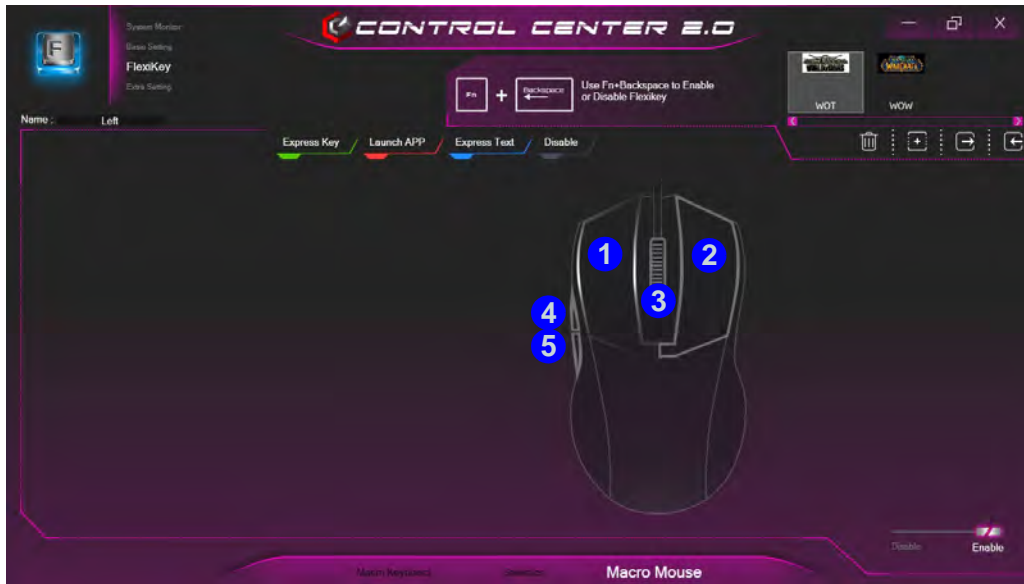 CONTROL CENTER 2.0
System Monitor
Basic Setting
FlexiKey
Extra Setting
F
Fn + Backspace
Use Fn+Backspace to Enable
or Disable Flexikey
WOT
WOW
Name :
Left
Express Key
Launch APP
Express Text
Disable
1
2
3
4
5
Disable
Enable
Macro Keyboard
Macro Mouse